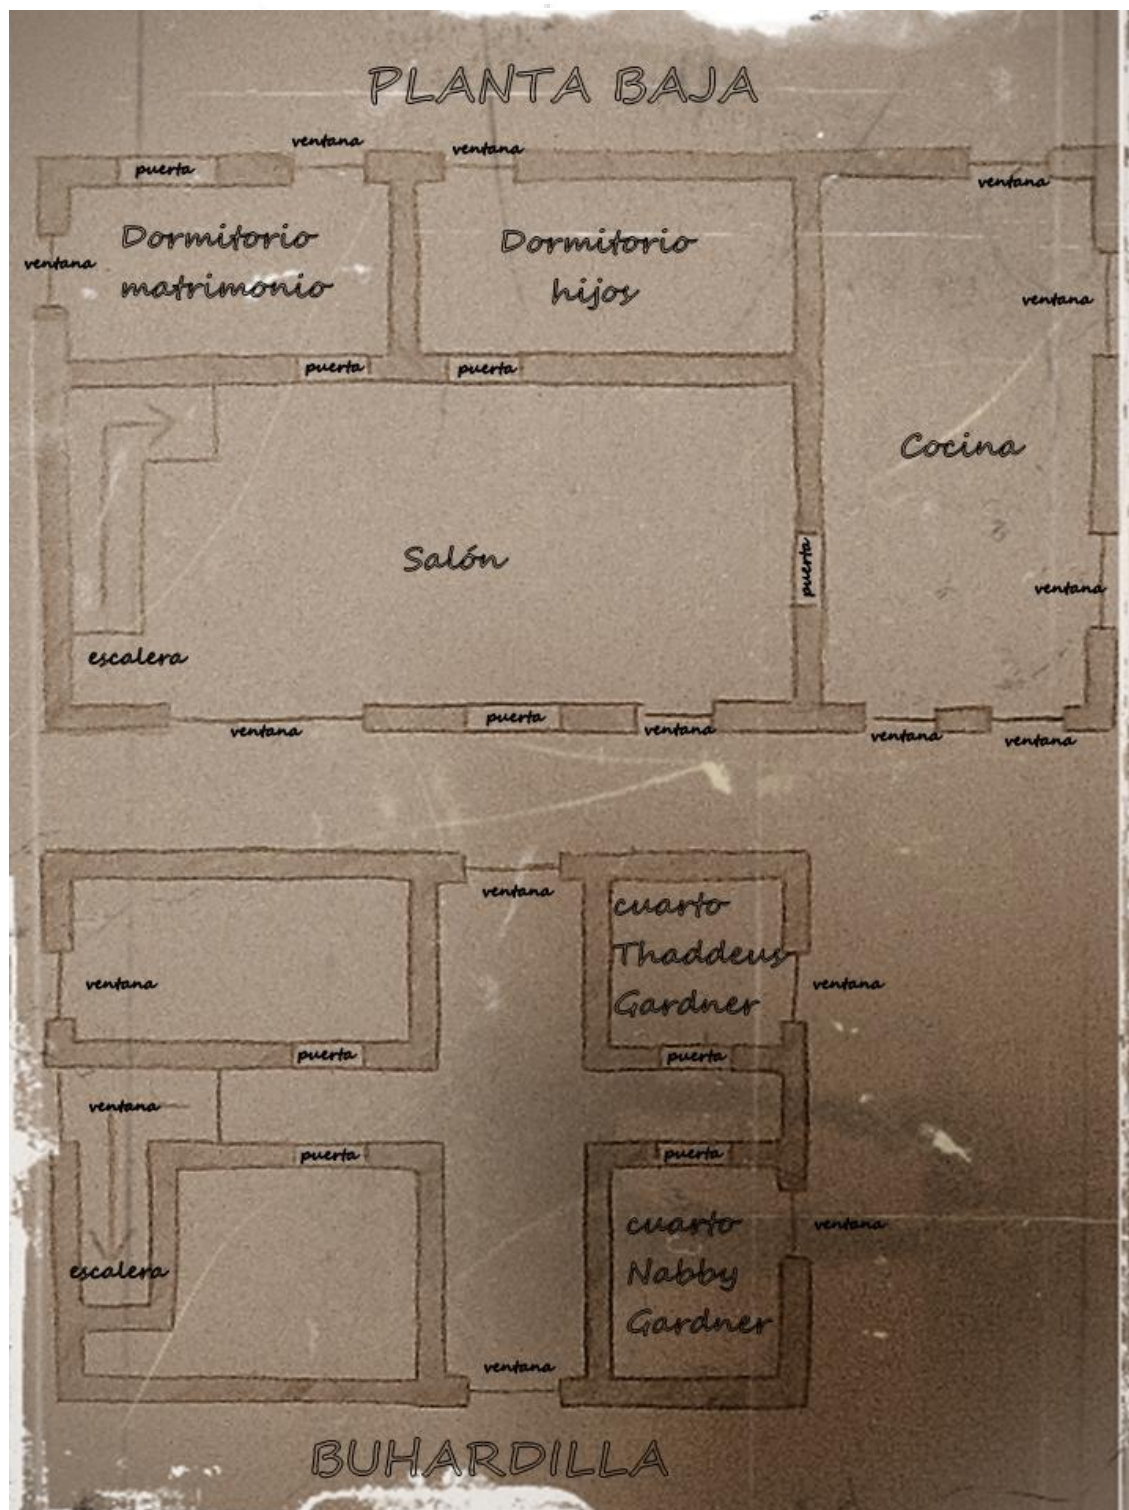 PLANTA BAJA
ventana
ventana
puerta
ventana
Dormitorio
matrimonio
Dormitorio
hijos
ventana
ventana
puerta
puerta
Cocina
Salón
puerta
ventana
escalera
puerta
ventana
ventana
ventana
ventana
ventana
cuarto
Thaddeus
Gardner
ventana
ventana
puerta
puerta
ventana
puerta
puerta
cuarto
Nabby
Gardner
ventana
escalera
ventana
BUHARDILLA